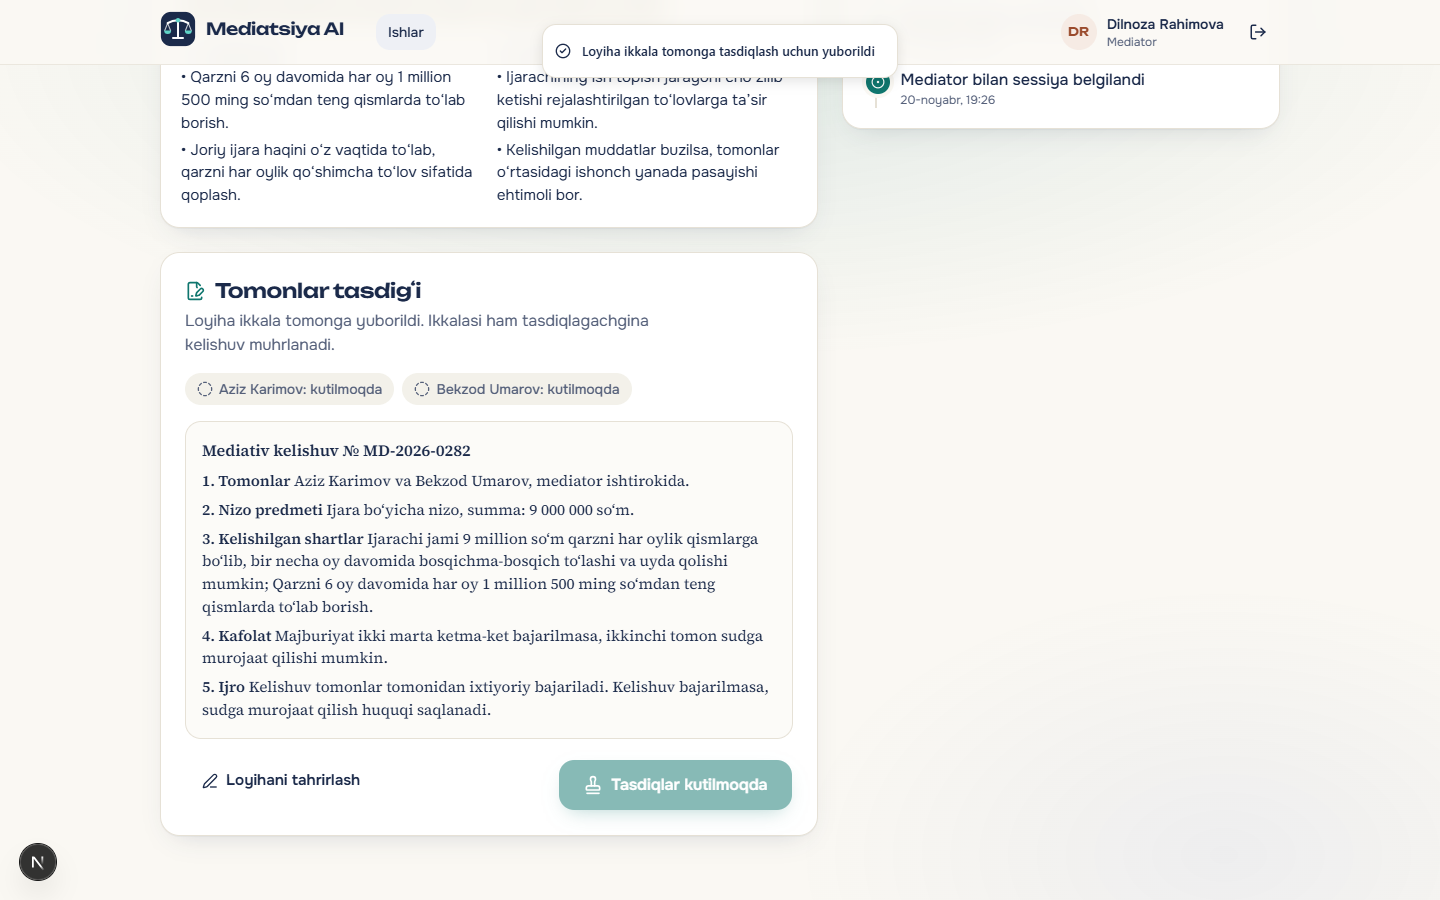 Mediatsiya AI
Ishlar
Loyiha ikkala tomonga tasdiqlash uchun yuborildi
DR
Dilnoza Rahimova
Mediator
• Qarzni 6 oy davomida har oy 1 million
500 ming so‘mdan teng qismlarda to‘lab
borish.
• Joriy ijara haqini o‘z vaqtida to‘lab,
qarzni har oylik qo‘shimcha to‘lov sifatida
qoplash.
• Ijarachining ish topish jarayoni
ketishi rejalashtirilgan to‘lovlarga ta’sir
qilishi mumkin.
• Kelishilgan muddatlar buzilsa, tomonlar
o‘rtasidagi ishonch yanada pasayishi
ehtimoli bor.
Mediator bilan sessiya belgilandi
20-noyabr, 19:26
Tomonlar tasdig‘i
Loyiha ikkala tomonga yuborildi. Ikkalasi ham tasdiqlagachgina
kelishuv muhrlanadi.
Aziz Karimov: kutilmoqda
Bekzod Umarov: kutilmoqda
Mediativ kelishuv № MD-2026-0282
1. Tomonlar Aziz Karimov va Bekzod Umarov, mediator ishtirokida.
2. Nizo predmeti Ijara bo‘yicha nizo, summa: 9 000 000 so‘m.
3. Kelishilgan shartlar Ijarachi jami 9 million so‘m qarzni har oylik qismlarga
bo‘lib, bir necha oy davomida bosqichma-bosqich to‘lashi va uyda qolishi
mumkin; Qarzni 6 oy davomida har oy 1 million 500 ming so‘mdan teng
qismlarda to‘lab borish.
4. Kafolat Majburiyat ikki marta ketma-ket bajarilmasa, ikkinchi tomon sudga
murojaat qilishi mumkin.
5. Ijro Kelishuv tomonlar tomonidan ixtiyoriy bajariladi. Kelishuv bajarilmasa,
sudga murojaat qilish huquqi saqlanadi.
Loyihani tahrirlash
Tasdiqlar kutilmoqda
N